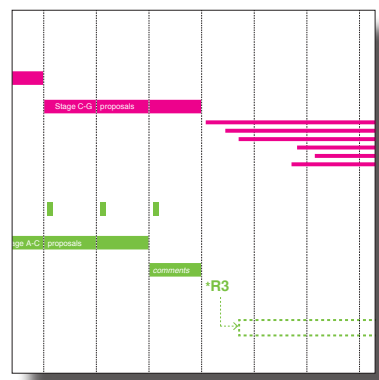 Stage C-G proposals
age A-C proposals
comments
*R3